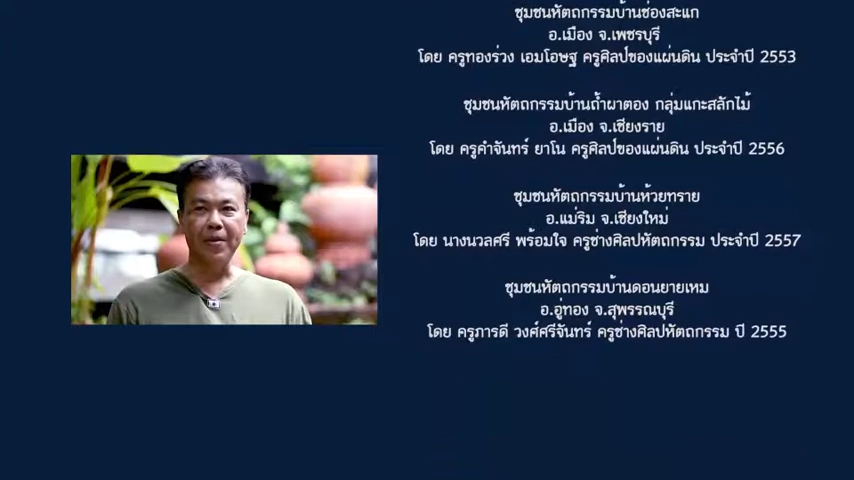 ชุมชนหัตถกรรมบ้านช่องสะแก
อ.เมือง จ.เพชรบุรี
โดย ครูทองร่วง เอมโอษฐ ครูศิลป์ของแผ่นดิน ประจำปี 2553
ชุมชนหัตถกรรมบ้านถ้ำผาตอง กลุ่มแกะสลักไม้
อ.เมือง จ.เชียงราย
โดย ครูคำจันทร์ ยาโน ครูศิลป์ของแผ่นดิน ประจำปี 2556
ชุมชนหัตถกรรมบ้านห้วยทราย
อ.แม่ริม จ.เชียงใหม่
โดย นางนวลศรี พร้อมใจ ครูช่างศิลปหัตถกรรม ประจำปี 2557
ชุมชนหัตถกรรมบ้านดอนยายเหม
อ.อู่ทอง จ.สุพรรณบุรี
โดย ครูภารดี วงศ์ศรีจันทร์ ครูช่างศิลปหัตถกรรม ปี 2555